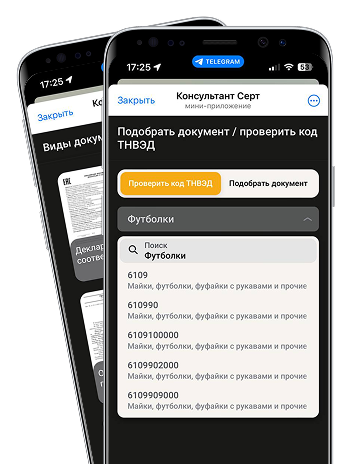 17:25
Закрыть
Ко
Виды докум
ЕАС
Деклар
соотве
С
17:25
TELEGRAM
53
Закрыть
Консультант Серт
мини-приложение
Подобрать документ / проверить код
ТНВЭД
Проверить код ТНВЭД
Подобрать документ
Футболки
Поиск
Футболки
6109
Майки, футболки, фуфайки с рукавами и прочие
610990
Майки, футболки, фуфайки с рукавами и прочие
6109100000
Майки, футболки, фуфайки с рукавами и прочие
6109902000
Майки, футболки, фуфайки с рукавами и прочие
6109909000
Майки, футболки, фуфайки с рукавами и прочие